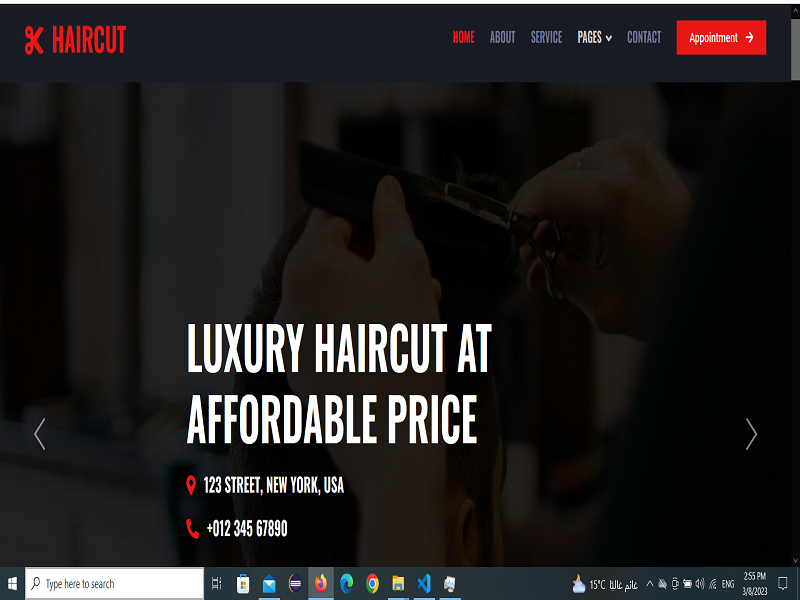 HAIRCUT
HOME ABOUT SERVICE PAGES CONTACT Appointment
LUXURY HAIRCUT AT
AFFORDABLE PRICE
123 STREET, NEW YORK, USA
+012 345 67890
Type here to search
15°C غائم غالبا ENG
2:55 PM
3/8/2023